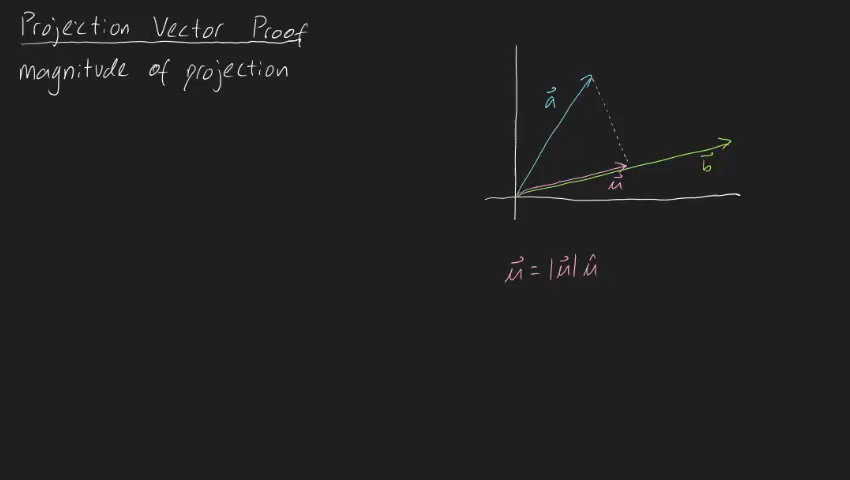 Projection Vector Proof
magnitude of projection
a⃗
u⃗
b⃗
u⃗ = |u⃗| û